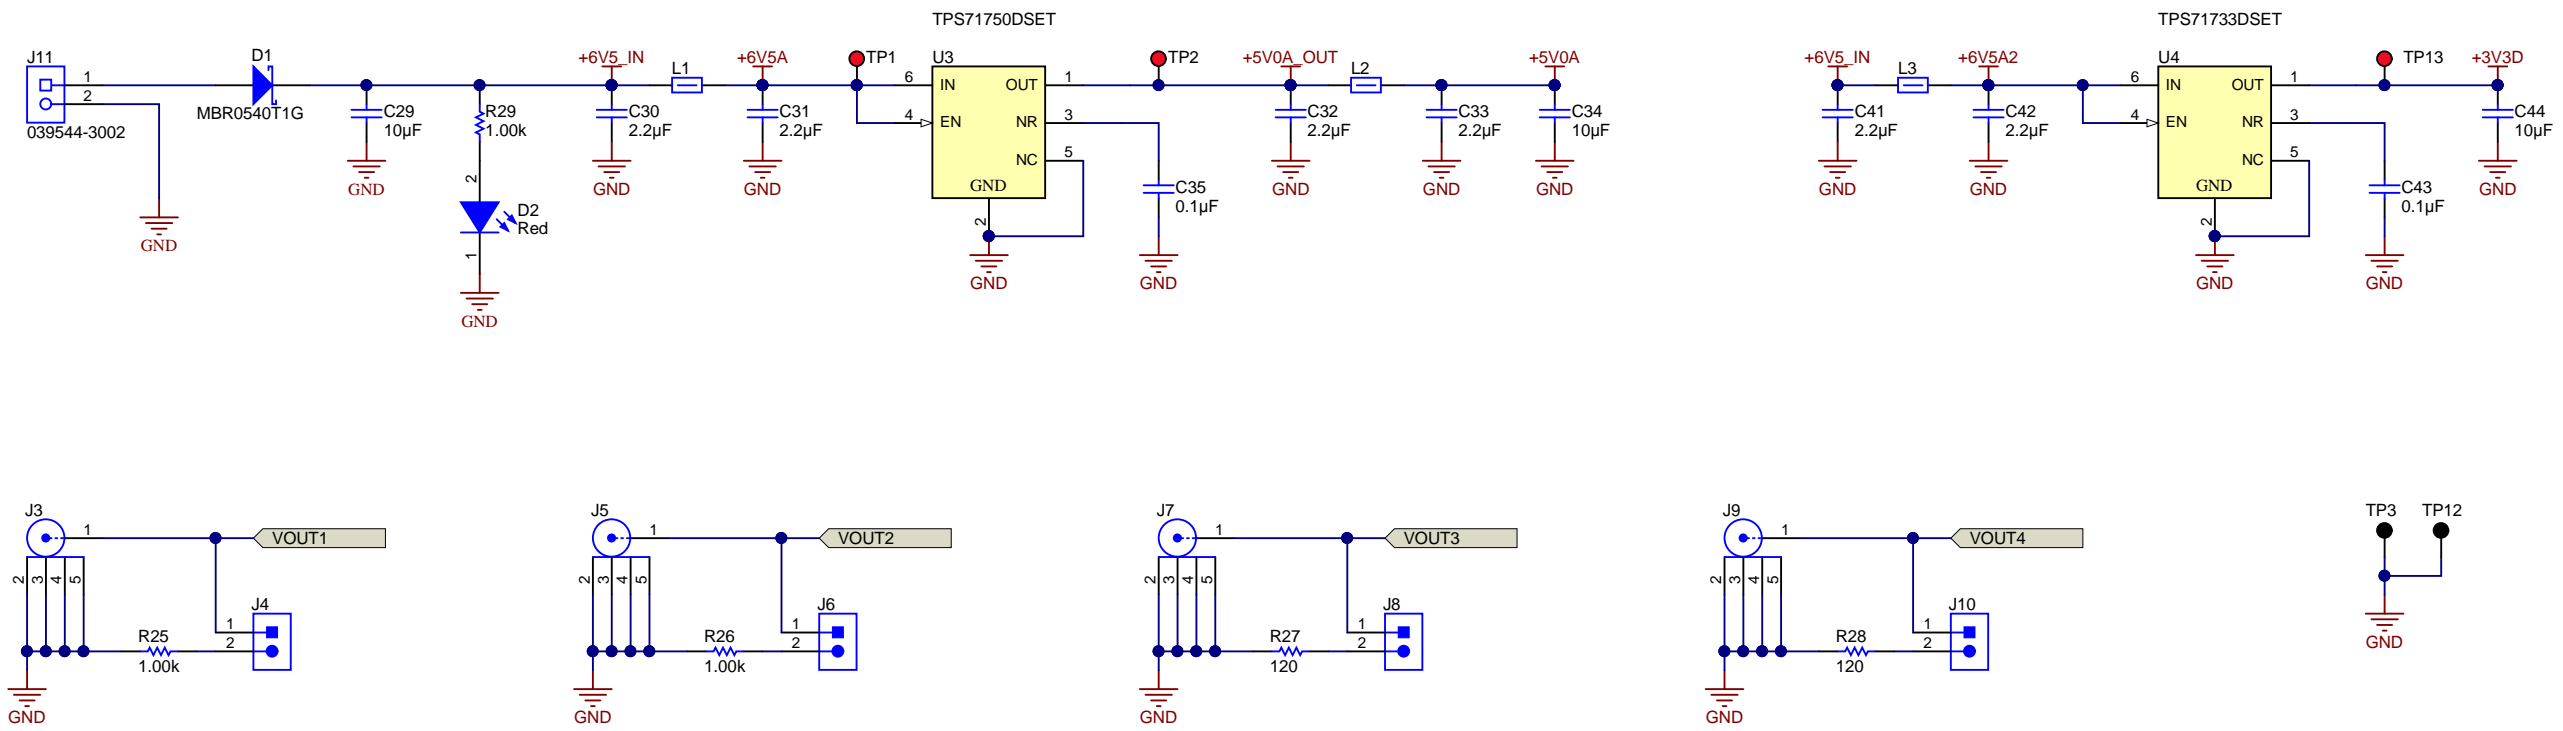 TPS71750DSET
TPS71733DSET
J11
1
2
039544-3002
D1
MBR0540T1G
C29
10µF
GND
GND
R29
1.00k
2
D2
Red
1
GND
+6V5_IN
C30
2.2µF
GND
L1
+6V5A
C31
2.2µF
GND
TP1
U3
6
IN
OUT
1
4
EN
NR
3
NC
5
GND
2
GND
TP2
C35
0.1µF
GND
+5V0A_OUT
C32
2.2µF
GND
L2
C33
2.2µF
GND
+5V0A
C34
10µF
GND
+6V5_IN
C41
2.2µF
GND
L3
+6V5A2
C42
2.2µF
GND
U4
6
IN
OUT
1
4
EN
NR
3
NC
5
GND
2
GND
TP13
C43
0.1µF
GND
+3V3D
C44
10µF
GND
J3
1
VOUT1
2
3
4
5
J4
1
2
R25
1.00k
GND
J5
1
VOUT2
2
3
4
5
J6
1
2
R26
1.00k
GND
J7
1
VOUT3
2
3
4
5
J8
1
2
R27
120
GND
J9
1
VOUT4
2
3
4
5
J10
1
2
R28
120
GND
TP3
TP12
GND